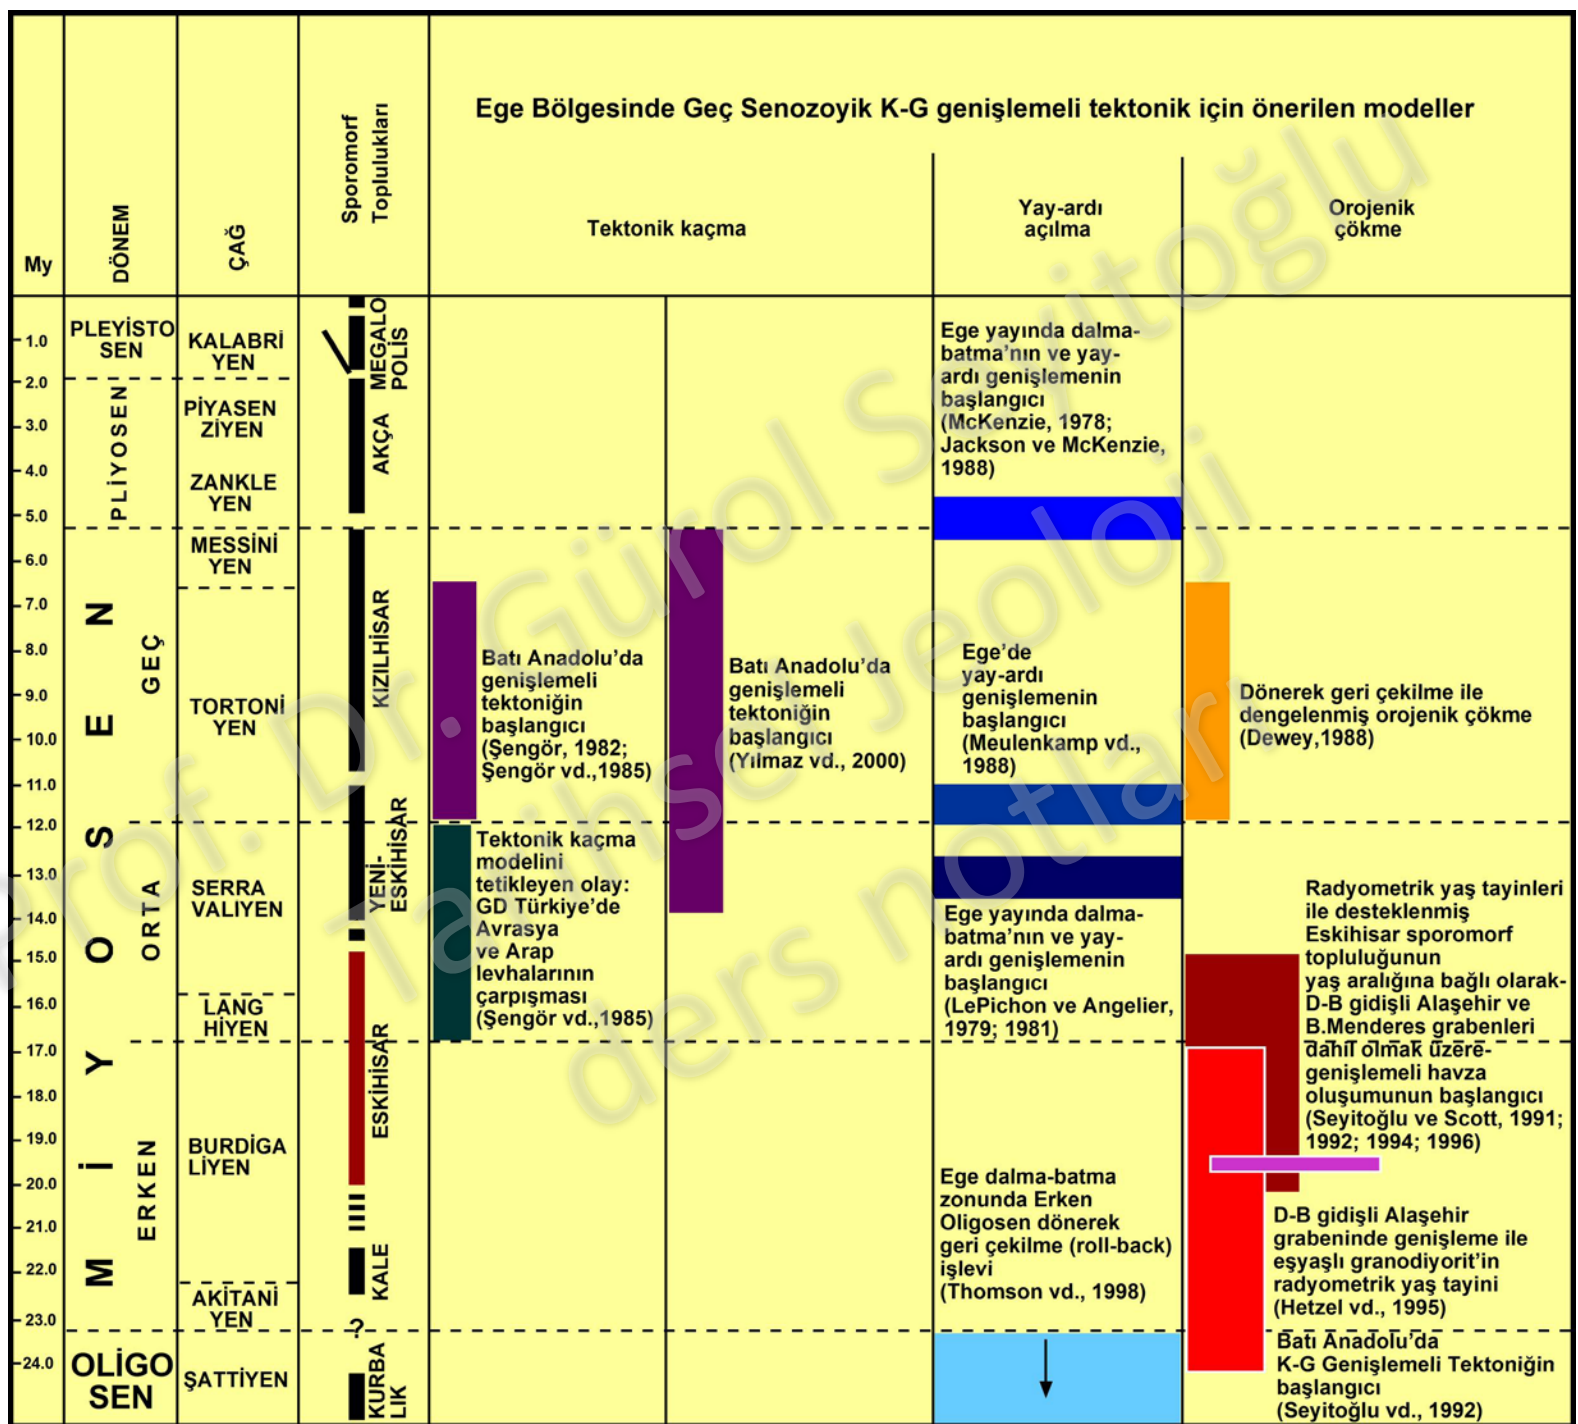 Ege Bölgesinde Geç Senozoyik K-G genişlemeli tektonik için önerilen modeller
My
DÖNEM
ÇAĞ
Sporomorf
Toplulukları
Tektonik kaçma
Yay-ardı
açılma
Orojenik
çökme
1.0
2.0
3.0
4.0
5.0
6.0
7.0
8.0
9.0
10.0
11.0
12.0
13.0
14.0
15.0
16.0
17.0
18.0
19.0
20.0
21.0
22.0
23.0
24.0
PLEYİSTO
SEN
PLİYOSEN
MİYOSEN
GEÇ
ORTA
ERKEN
OLİGO
SEN
KALABRİ
YEN
PİYASEN
ZİYEN
ZANKLE
YEN
MESSİNİ
YEN
TORTONİ
YEN
SERRA
VALIYEN
LANG
HİYEN
BURDİGA
LİYEN
AKİTANİ
YEN
ŞATTİYEN
MEGALO
POLİS
AKÇA
KIZILHİSAR
YENİ-
ESKİHİSAR
ESKİHİSAR
KALE
?
KURBA
LIK
Batı Anadolu’da
genişlemeli
tektoniğin
başlangıcı
(Şengör, 1982;
Şengör vd.,1985)
Tektonik kaçma
modelini
tetikleyen olay:
GD Türkiye’de
Avrasya
ve Arap
levhalarının
çarpışması
(Şengör vd.,1985)
Batı Anadolu’da
genişlemeli
tektoniğin
başlangıcı
(Yılmaz vd., 2000)
Ege yayında dalma-
batma’nın ve yay-
ardı genişlemenin
başlangıcı
(McKenzie, 1978;
Jackson ve McKenzie,
1988)
Ege’de
yay-ardı
genişlemenin
başlangıcı
(Meulenkamp vd.,
1988)
Ege yayında dalma-
batma’nın ve yay-
ardı genişlemenin
başlangıcı
(LePichon ve Angelier,
1979; 1981)
Ege dalma-batma
zonunda Erken
Oligosen dönerek
geri çekilme (roll-back)
işlevi
(Thomson vd., 1998)
Dönerek geri çekilme ile
dengelenmiş orojenik çökme
(Dewey,1988)
Radyometrik yaş tayinleri
ile desteklenmiş
Eskihisar sporomorf
topluluğunun
yaş aralığına bağlı olarak-
D-B gidişli Alaşehir ve
B.Menderes grabenleri
dahil olmak üzere-
genişlemeli havza
oluşumunun başlangıcı
(Seyitoğlu ve Scott, 1991;
1992; 1994; 1996)
D-B gidişli Alaşehir
grabeninde genişleme ile
eşyaşlı granodiyorit’in
radyometrik yaş tayini
(Hetzel vd., 1995)
Batı Anadolu’da
K-G Genişlemeli Tektoniğin
başlangıcı
(Seyitoğlu vd., 1992)
Prof. Dr. Gürol Seyitoğlu
Tarihsel Jeoloji
ders notları